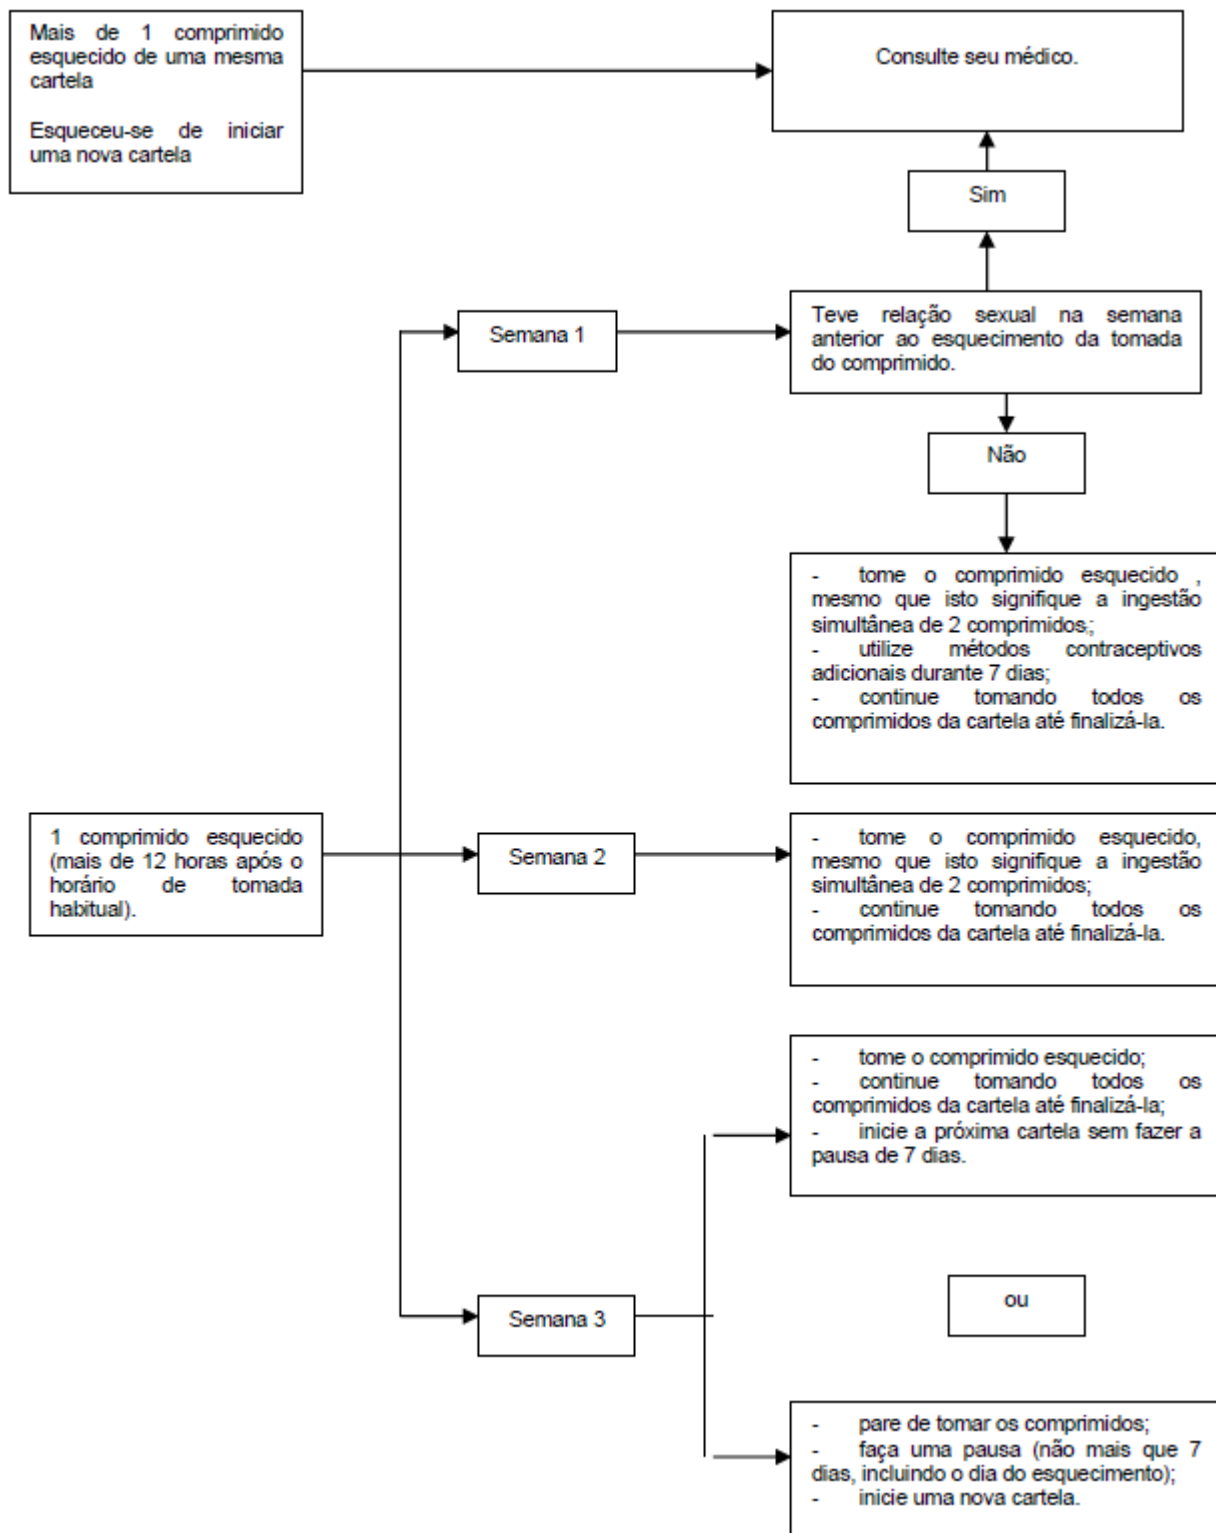 Mais de 1 comprimido
esquecido de uma mesma
cartela
Esqueceu-se de iniciar
uma nova cartela
Consulte seu médico.
Sim
Semana 1
Teve relação sexual na semana
anterior ao esquecimento da tomada
do comprimido.
Não
- tome o comprimido esquecido ,
mesmo que isto signifique a ingestão
simultânea de 2 comprimidos,;
- utilize métodos contraceptivos
adicionais durante 7 dias;
- continue tomando todos os
comprimidos da cartela até finalizá-la.
1 comprimido esquecido
(mais de 12 horas após o
horário de tomada
habitual).
Semana 2
- tome o comprimido esquecido,
mesmo que isto signifique a ingestão
simultânea de 2 comprimidos;
- continue tomando todos os
comprimidos da cartela até finalizá-la.
- tome o comprimido esquecido;
- continue tomando todos os
comprimidos da cartela até finalizá-la;
- inicie a próxima cartela sem fazer a
pausa de 7 dias.
Semana 3
ou
- pare de tomar os comprimidos;
- faça uma pausa (não mais que 7
dias, incluindo o dia do esquecimento);
- inicie uma nova cartela.